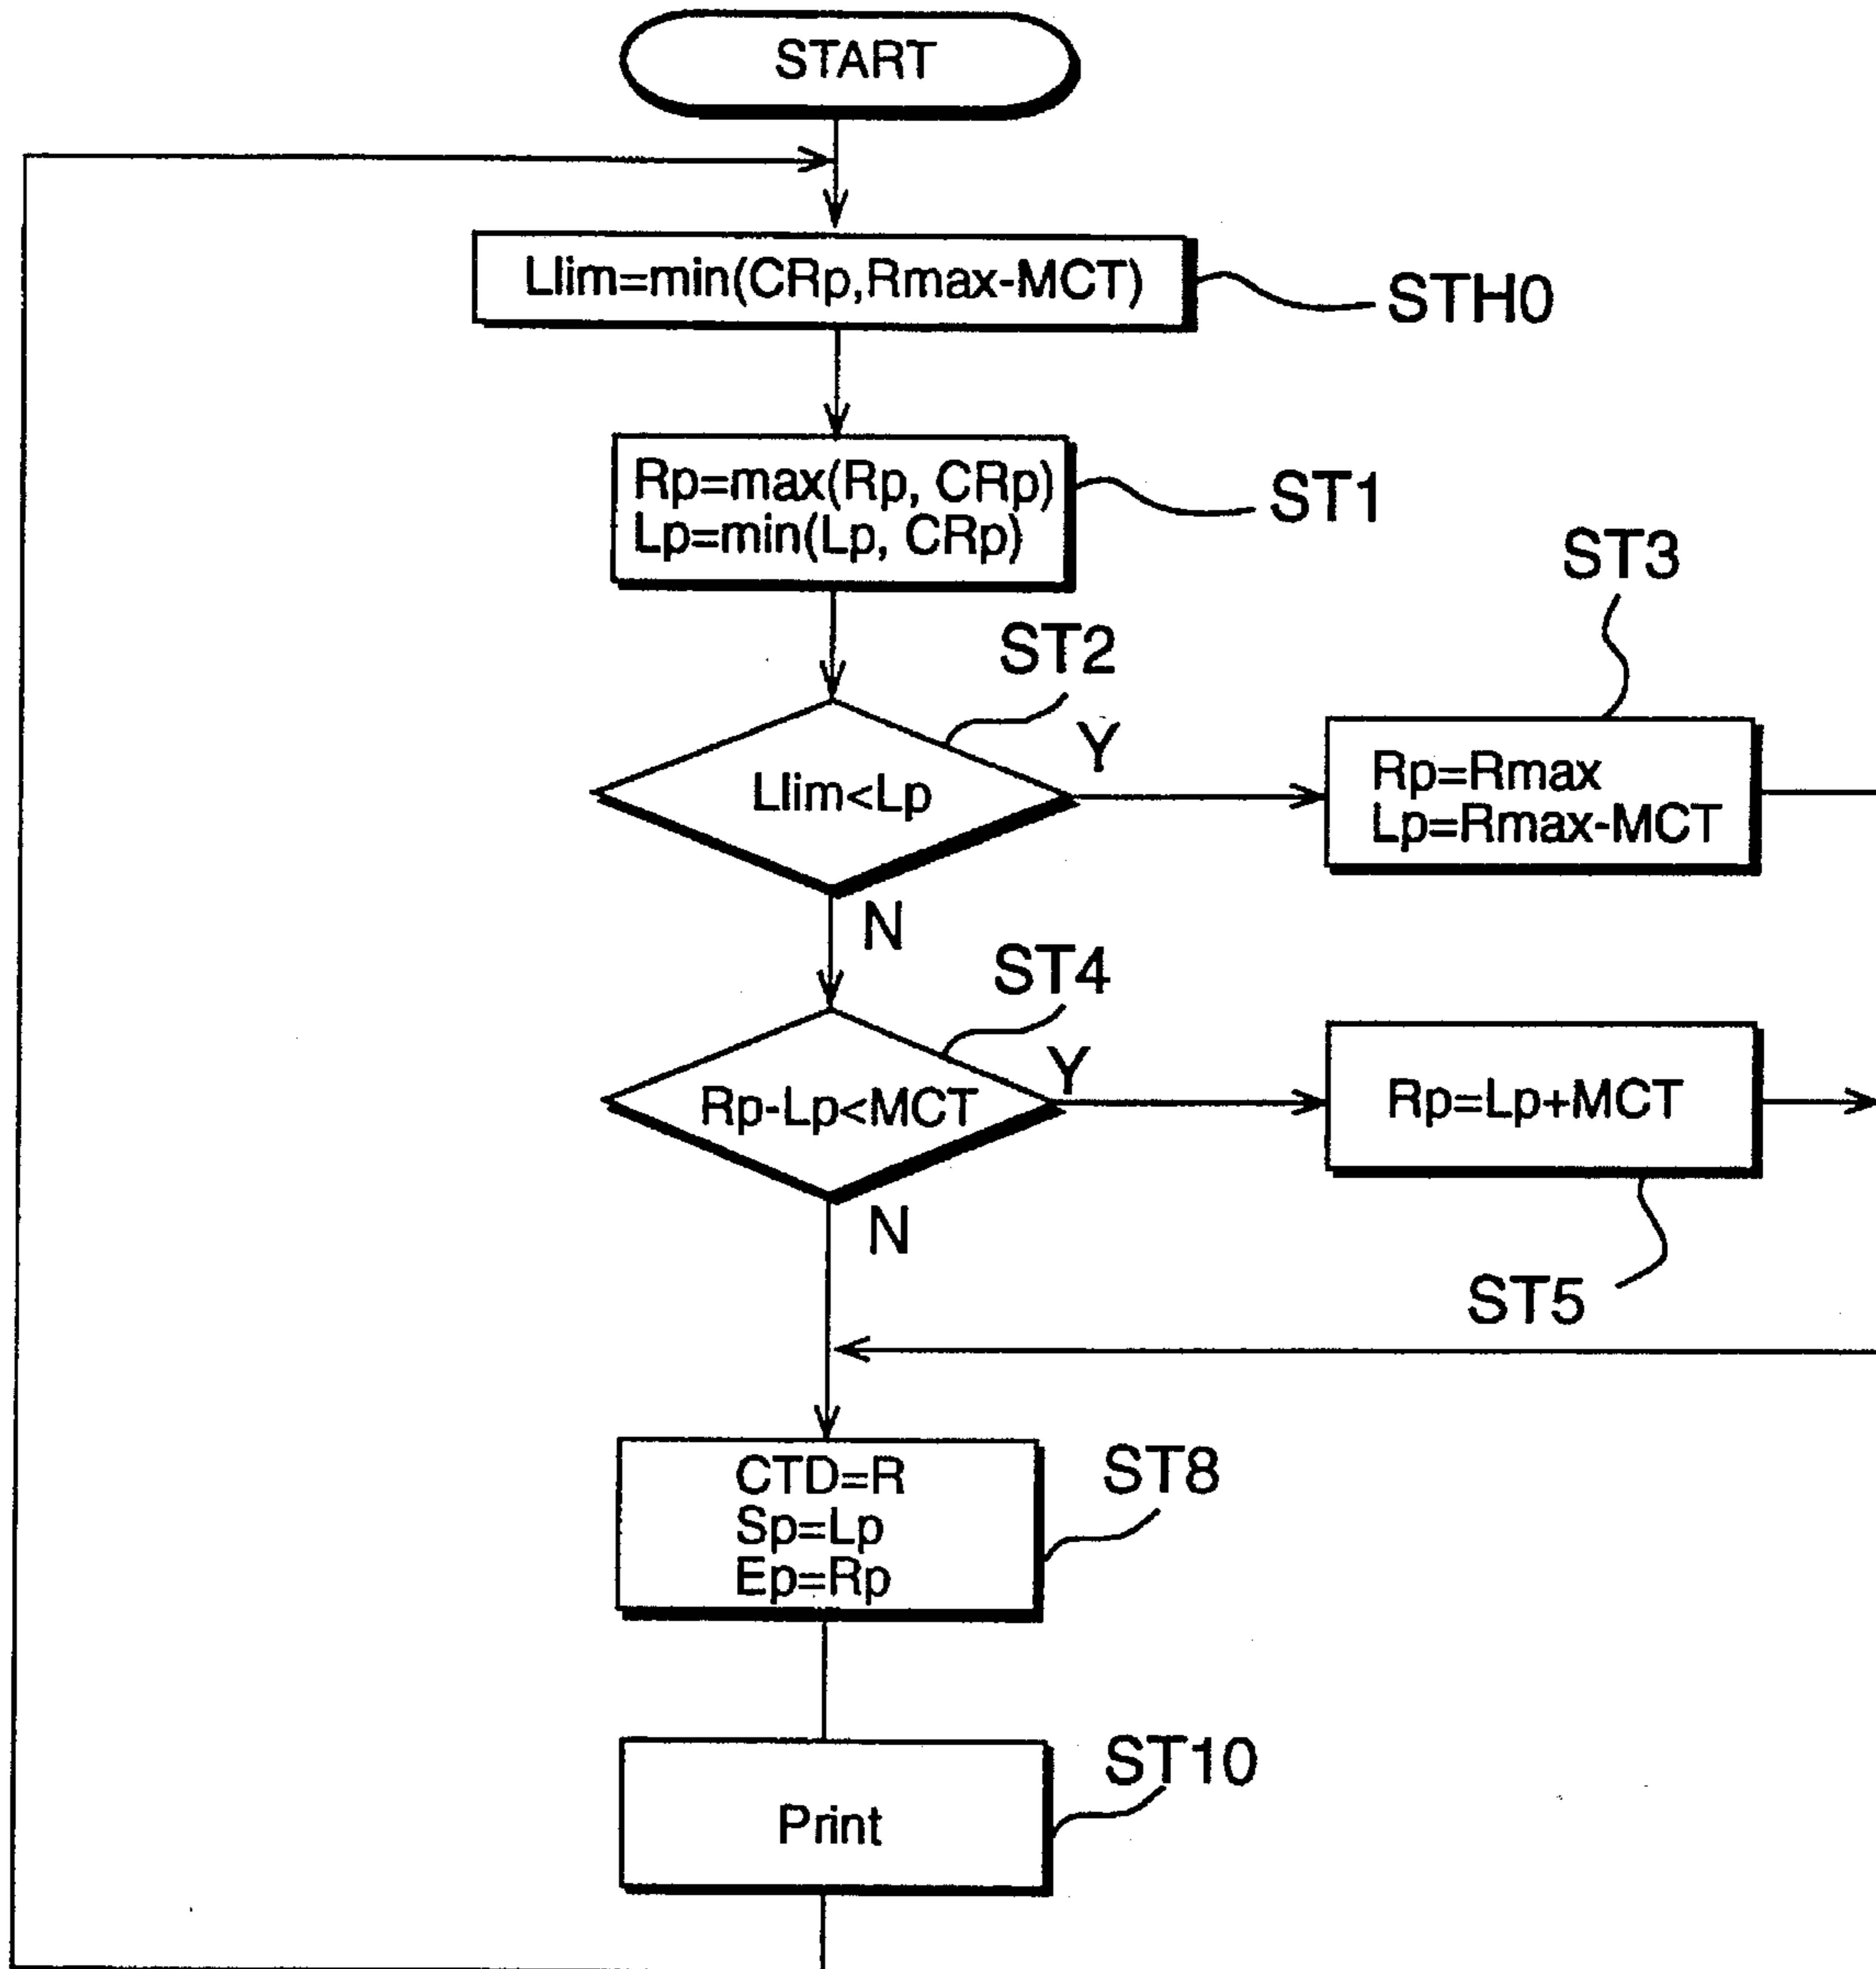 START
Llim=min(CRp,Rmax-MCT)
STH0
Rp=max(Rp, CRp)
Lp=min(Lp, CRp)
ST1
ST2
Llim<Lp
Y
N
ST3
Rp=Rmax
Lp=Rmax-MCT
ST4
Rp-Lp<MCT
Y
N
Rp=Lp+MCT
ST5
CTD=R
Sp=Lp
Ep=Rp
ST8
Print
ST10